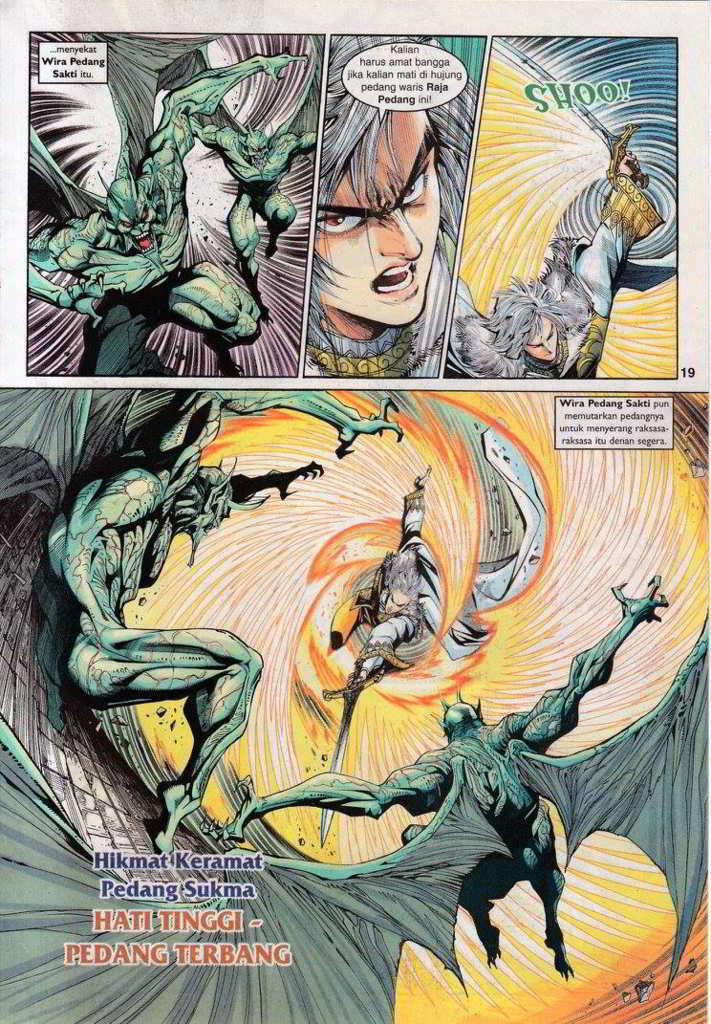 ...menyekat
Wira Pedang
Sakti itu.
Kalian
harus amat bangga
jika kalian mati di hujung
pedang waris Raja
Pedang ini!
SHOO!
19
Wira Pedang Sakti pun
memutarkan pedangnya
untuk menyerang raksasa-
raksasa itu denan segera.
Hikmat Keramat
Pedang Sukma
HATI TINGGI -
PEDANG TERBANG